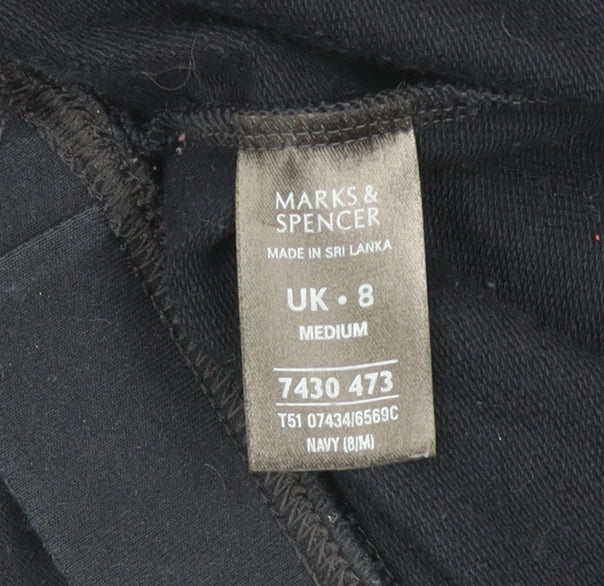 MARKS &
SPENCER
MADE IN SRI LANKA
UK • 8
MEDIUM
7430 473
T51 07434/6569C
NAVY (8/M)